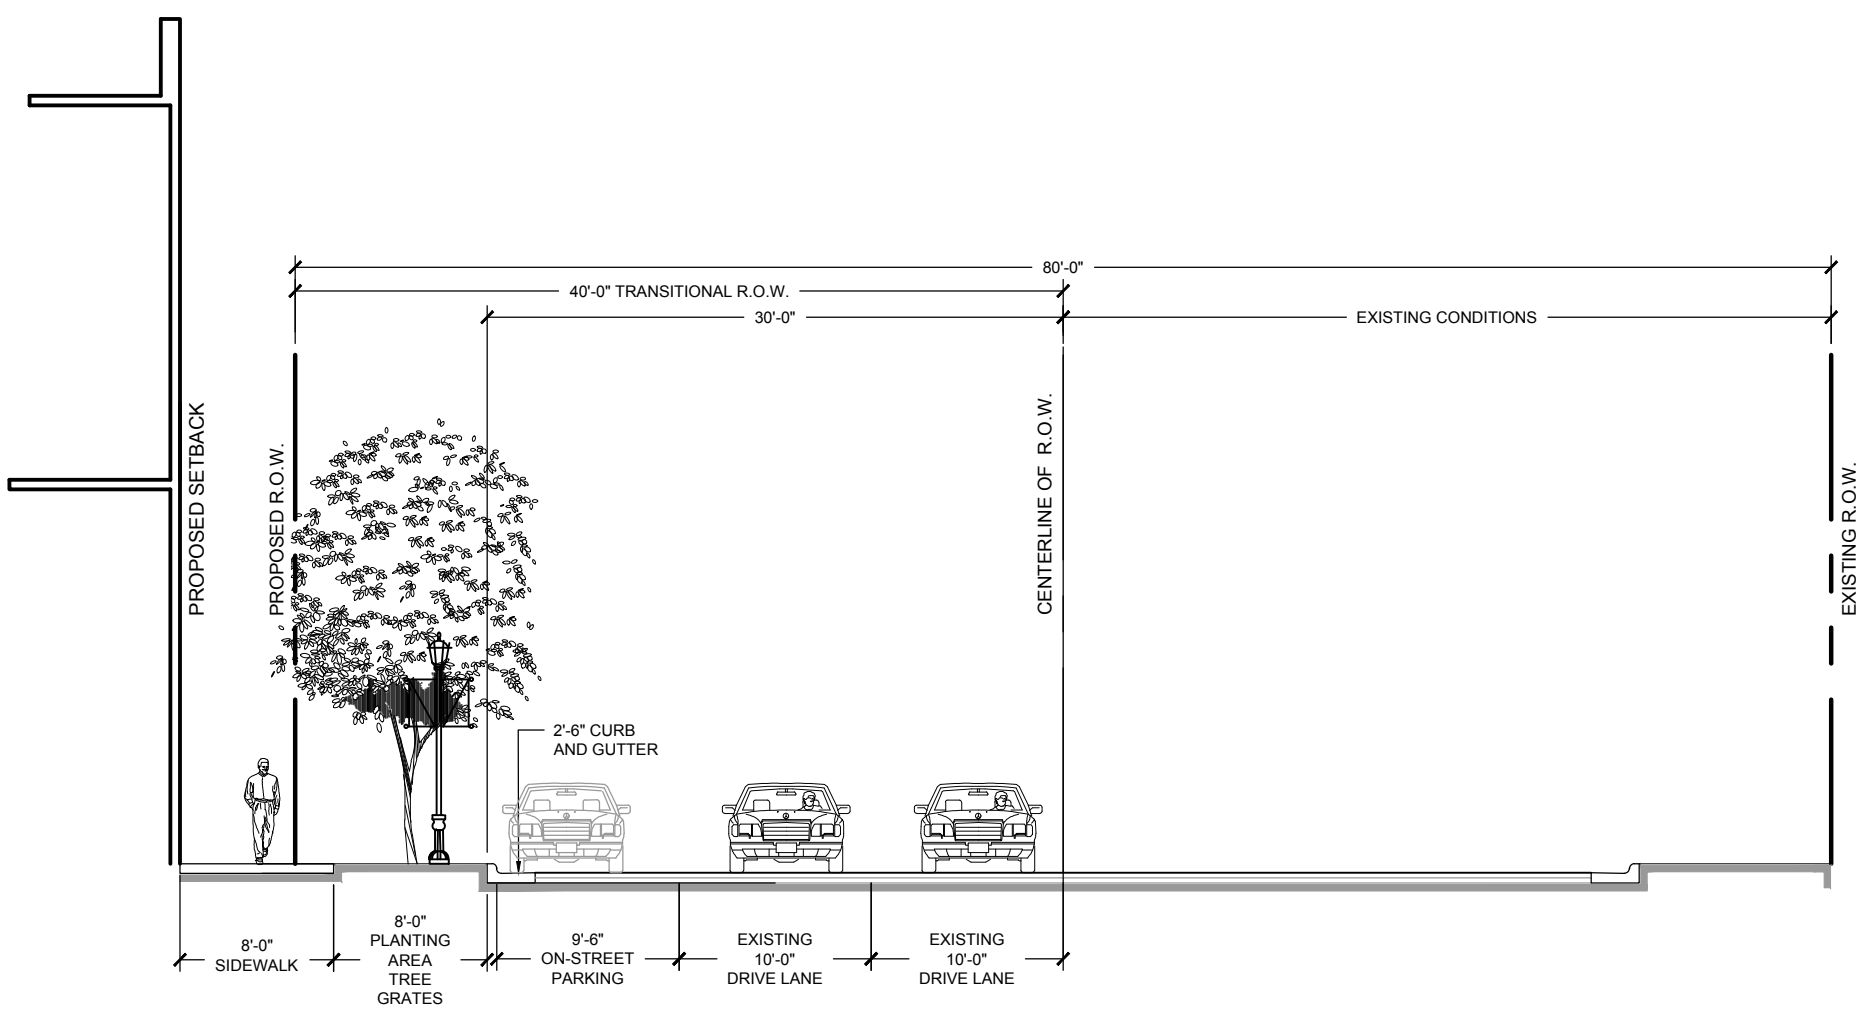 80'-0"
40'-0" TRANSITIONAL R.O.W.
30'-0"
EXISTING CONDITIONS
PROPOSED SETBACK
PROPOSED R.O.W.
CENTERLINE OF R.O.W.
EXISTING R.O.W.
2'-6" CURB
AND GUTTER
8'-0"
SIDEWALK
8'-0"
PLANTING
AREA
TREE
GRATES
9'-6"
ON-STREET
PARKING
EXISTING
10'-0"
DRIVE LANE
EXISTING
10'-0"
DRIVE LANE